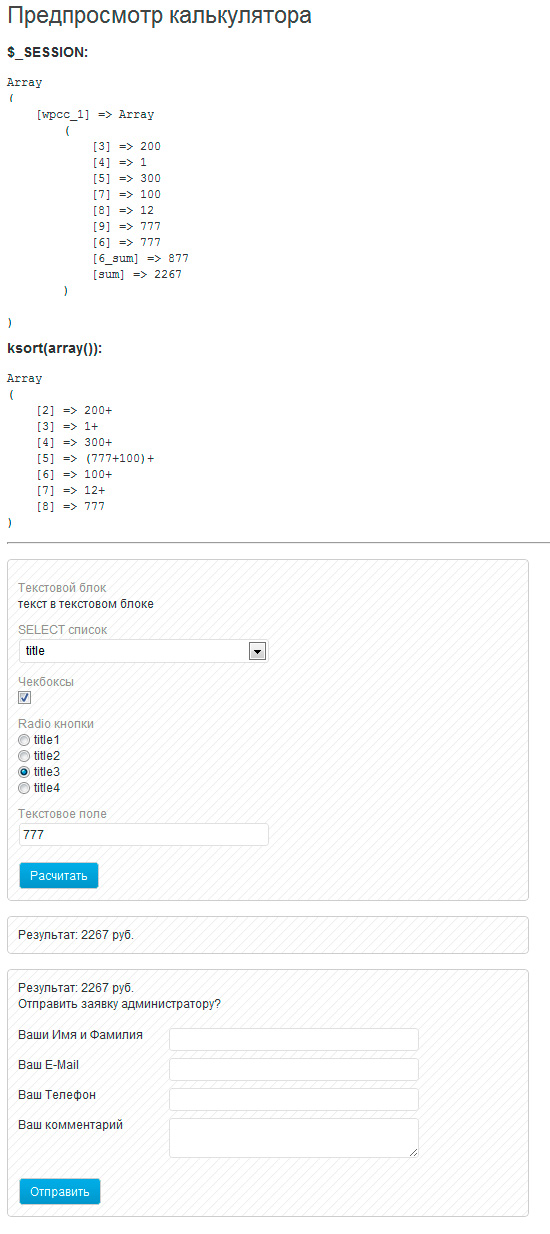 Предпросмотр калькулятора
$_SESSION:
Array
(
[wpcc_1] => Array
(
[3] => 200
[4] => 1
[5] => 300
[7] => 100
[8] => 12
[9] => 777
[6] => 777
[6_sum] => 877
[sum] => 2267
)
)
ksort(array()):
Array
(
[2] => 200+
[3] => 1+
[4] => 300+
[5] => (777+100)+
[6] => 100+
[7] => 12+
[8] => 777
)
Текстовой блок
текст в текстовом блоке
SELECT список
title
Чекбоксы
Radio кнопки
title1
title2
title3
title4
Текстовое поле
777
Расчитать
Результат: 2267 руб.
Результат: 2267 руб.
Отправить заявку администратору?
Ваши Имя и Фамилия
Ваш E-Mail
Ваш Телефон
Ваш комментарий
Отправить